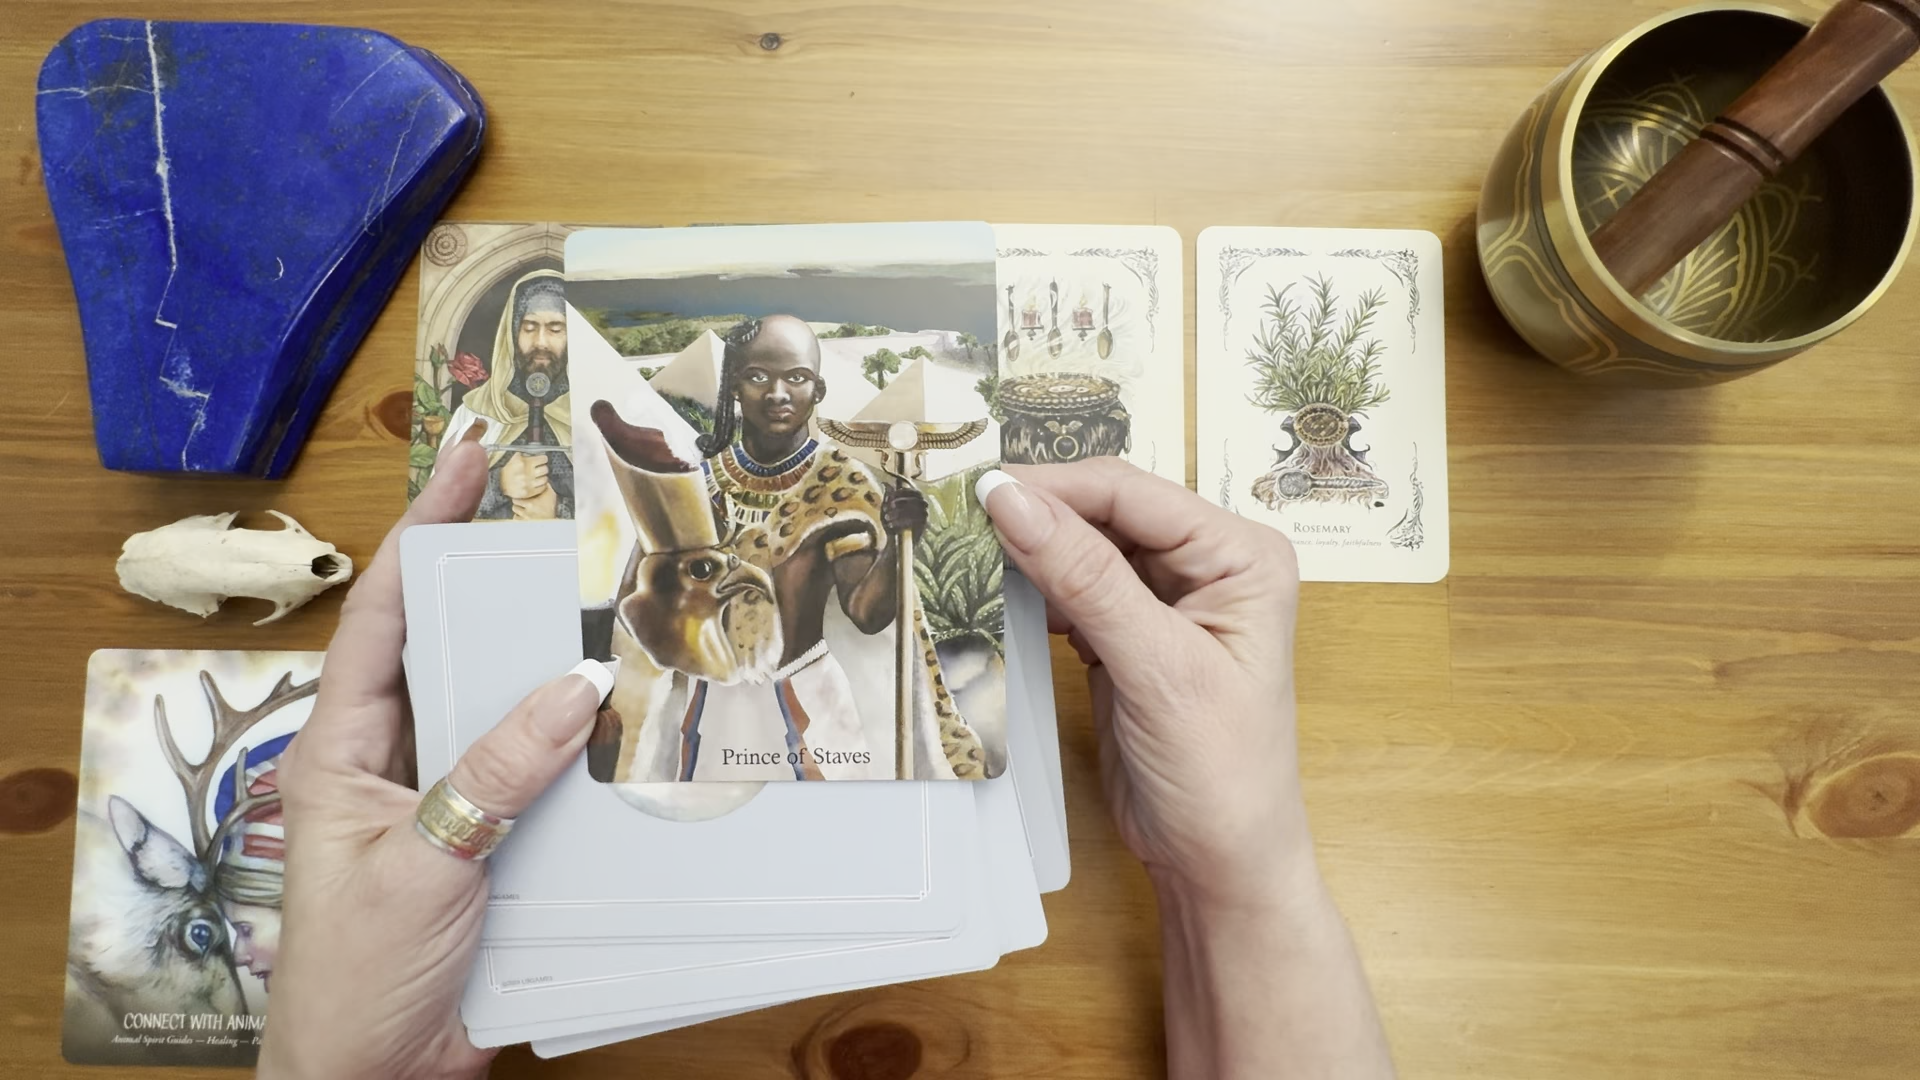 Prince of Staves
ROSEMARY
loyalty, faithfulness
CONNECT WITH ANIMA
Animal Spirit Guides — Healing — Pa